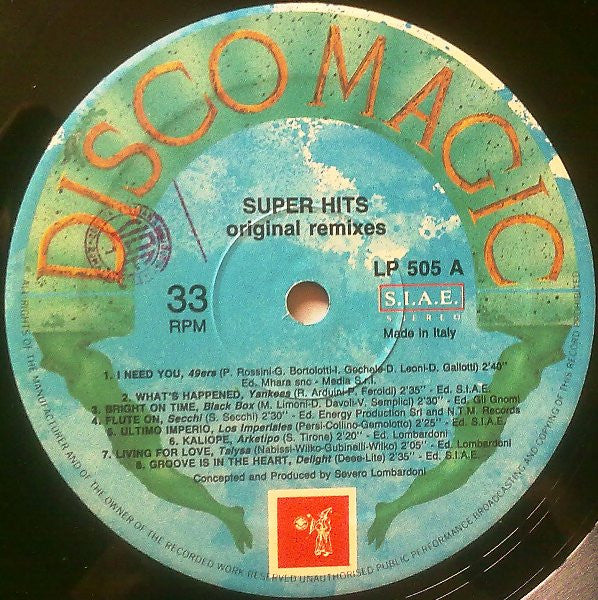 DISCO MAGIC
SUPER HITS
original remixes
LP 505 A
33
RPM
S.I.A.E.
STEREO
Made in Italy
1. I NEED YOU, 49ers (P. Rossini-G. Bortolotti-I. Gechele-D. Leoni-D. Gallotti) 2'40"
Ed. Mhara snc - Media S.r.l.
2. WHAT'S HAPPENED, Yankees (R. Arduini-P. Feroldi) 2'35" - Ed. S.I.A.E.
3. BRIGHT ON TIME, Black Box (M. Limoni-D. Davoli-V. Semplici) 2'30" - Ed. Gli Gnomi
4. FLUTE ON, Secchi (S. Secchi) 2'30" - Ed. Energy Production Srl and N.T.M. Records
5. ULTIMO IMPERIO, Los Imperiales (Persi-Collino-Gemolotto) 2'25" - Ed. S.I.A.E.
6. KALIOPE, Arketipo (S. Tirone) 2'20" - Ed. Lombardoni
7. LIVING FOR LOVE, Talysa (Nabissi-Wilko-Gubinelli-Wilko) 2'05" - Ed. Lombardoni
8. GROOVE IS IN THE HEART, Delight (Deee-Lite) 2'35" - Ed. S.I.A.E.
Concepted and Produced by Severo Lombardoni
ALL RIGHTS OF THE MANUFACTURER AND OF THE OWNER OF THE RECORDED WORK RESERVED UNAUTHORISED PUBLIC PERFORMANCE BROADCASTING AND COPYING OF THIS RECORD PROHIBITED